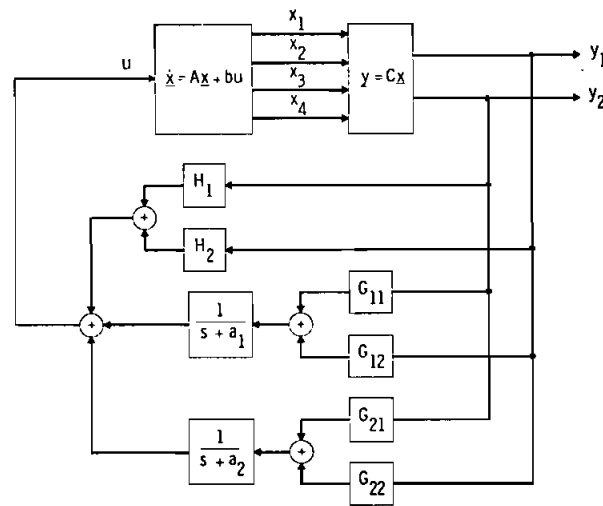 u
ẋ = Ax + bu
x₁
x₂
x₃
x₄
y = Cx
y₁
y₂
H₁
+
H₂
+
1
s + a₁
+
G₁₁
G₁₂
1
s + a₂
+
G₂₁
G₂₂